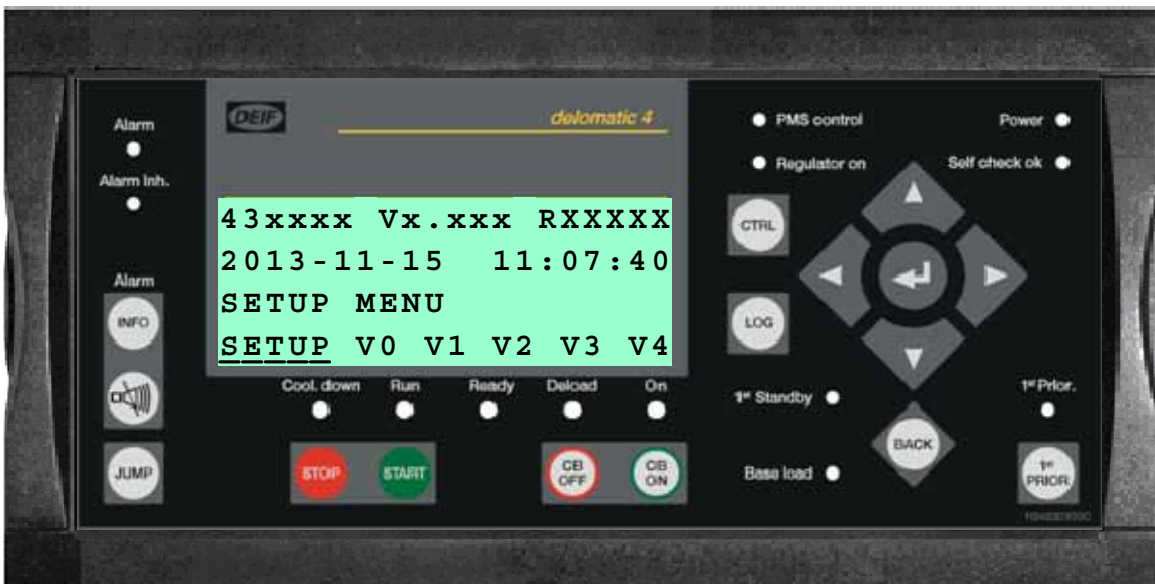 DEIF
delomatic 4
43xxxx Vx.xxx RXXXXX
2013-11-15 11:07:40
SETUP MENU
SETUP V0 V1 V2 V3 V4
Alarm
Alarm Inh.
Alarm
INFO
JUMP
Cool. down Run Ready Deload On
STOP START CB OFF CB ON
PMS control
Power
Regulator on
Self check ok
CTRL
LOG
1st Standby
1st Prior.
BACK
Base load
1st PRIOR.